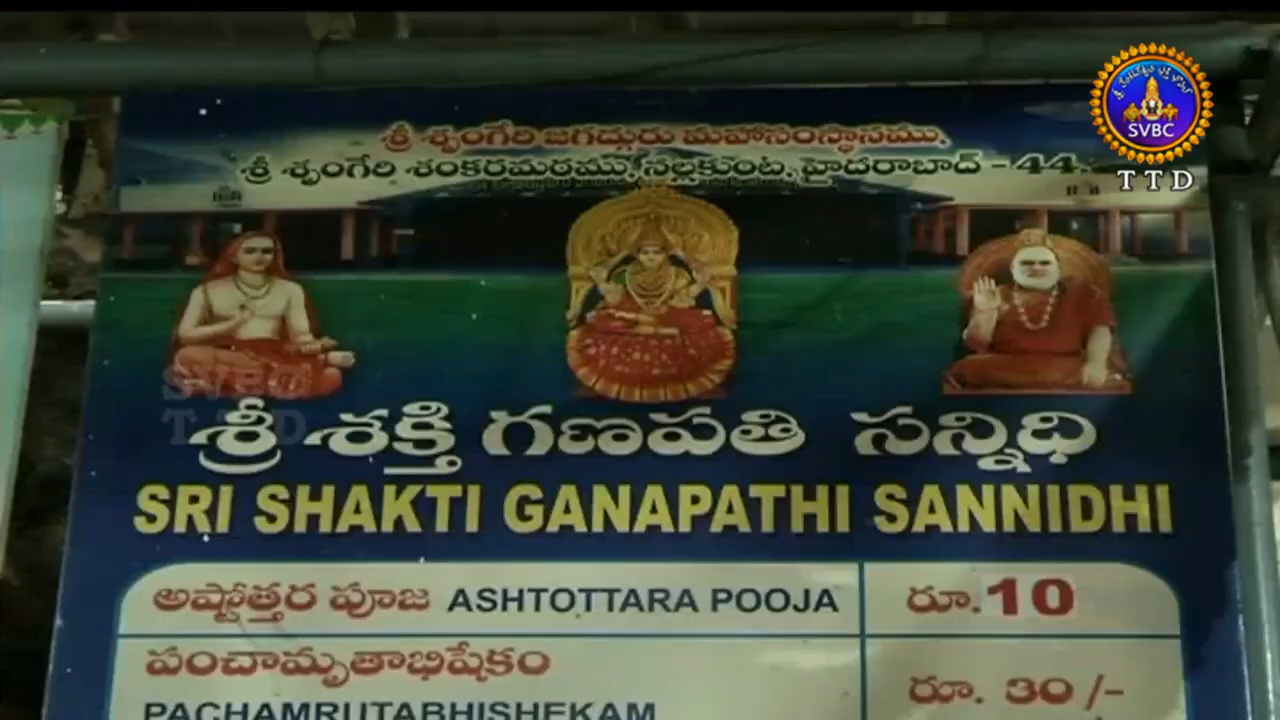 శ్రీ శృంగేరి జగద్గురు మహాసంస్థానము.
శ్రీ శృంగేరి శంకరమఠము, నల్లకుంట, హైదరాబాద్ - 44.
SVBC
TTD
శ్రీ శక్తి గణపతి సన్నిధి
SRI SHAKTI GANAPATHI SANNIDHI
అష్టోత్తర పూజ ASHTOTTARA POOJA రూ.10
పంచామృతాభిషేకం
PACHAMRUTABHISHEKAM రూ. 30 /-